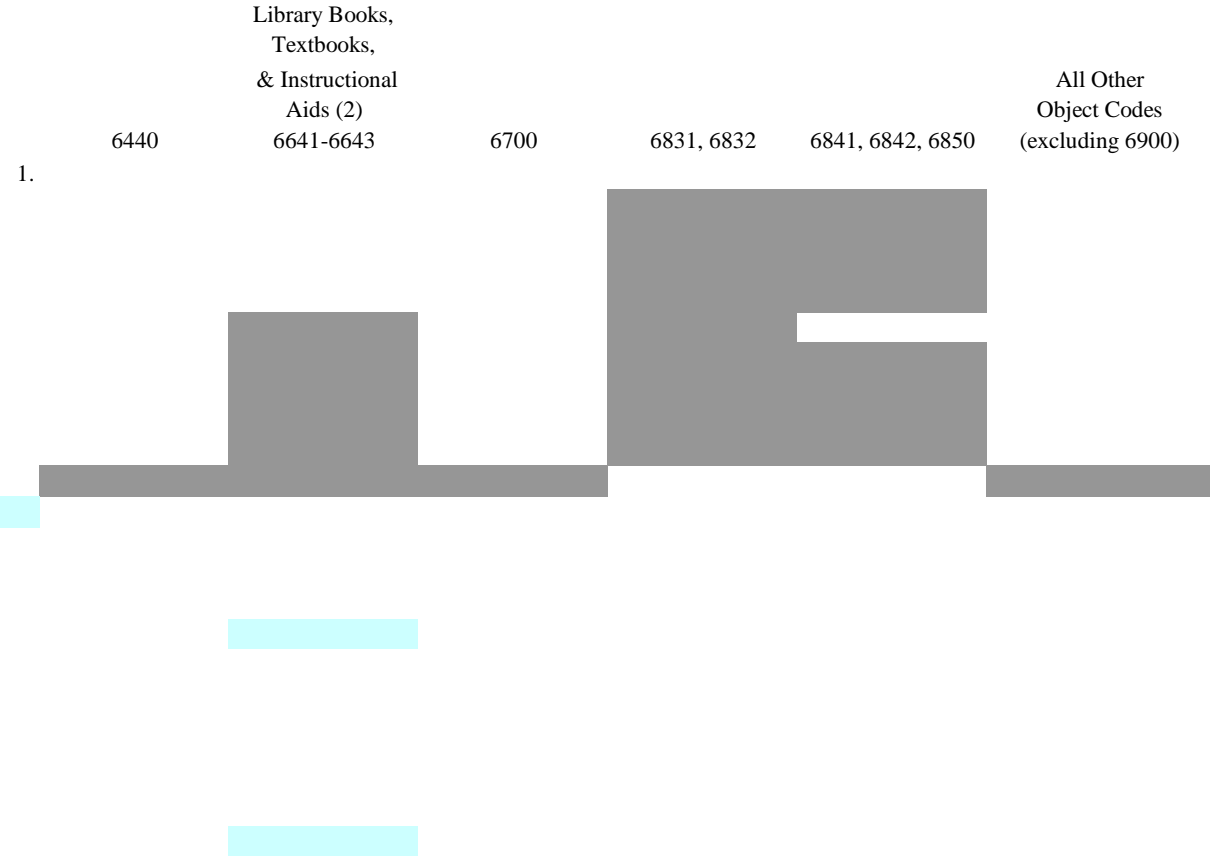 Library Books,
Textbooks,
& Instructional
Aids (2)
All Other
Object Codes
6440 6641-6643 6700 6831, 6832 6841, 6842, 6850 (excluding 6900)
1.